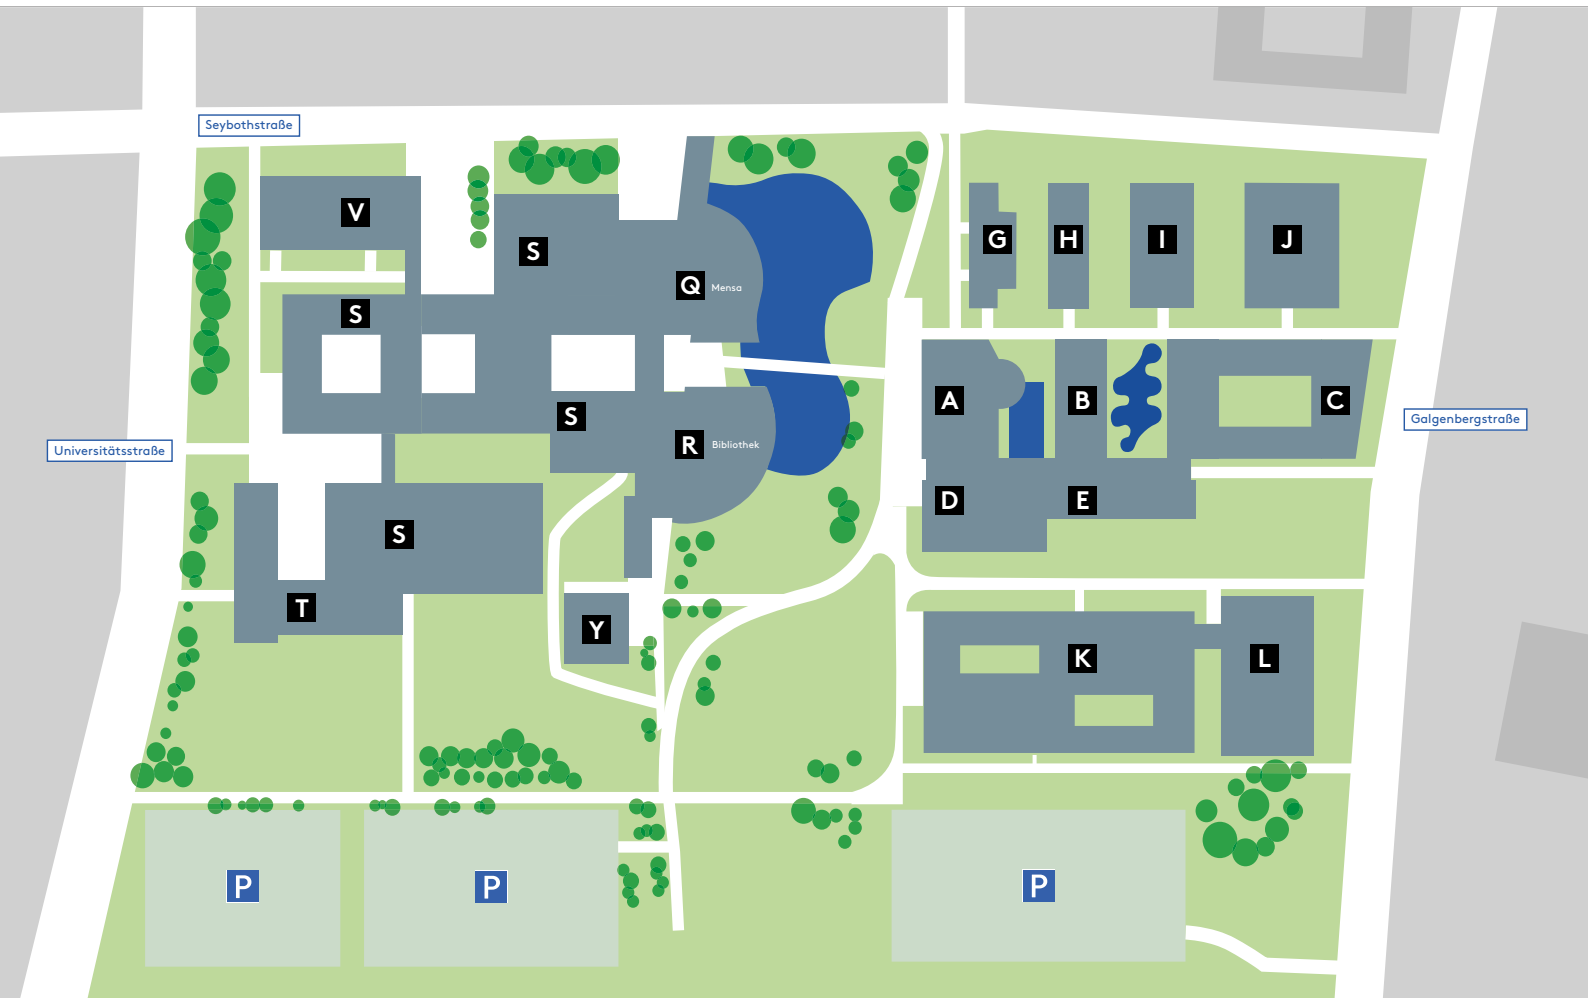 Seybothstraße
V
S
G
H
I
J
Q Mensa
S
A
B
C
S
Galgenbergstraße
R Bibliothek
Universitätsstraße
D
E
S
T
Y
K
L
P
P
P